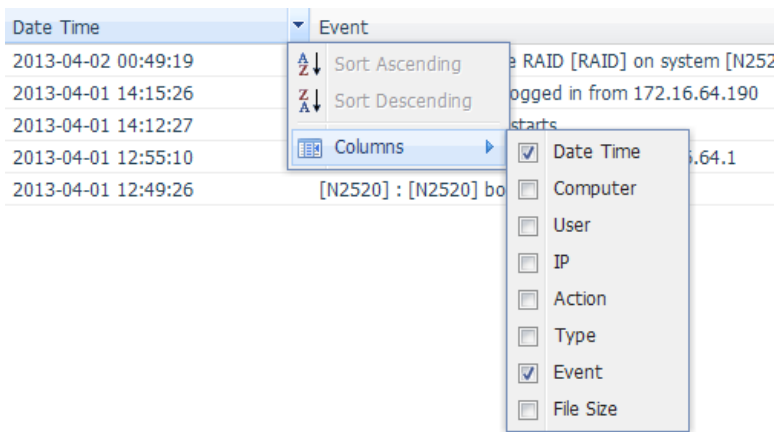 Date Time Event
2013-04-02 00:49:19 RAID [RAID] on system [N252
Sort Ascending
2013-04-01 14:15:26 ogged in from 172.16.64.190
Sort Descending
2013-04-01 14:12:27 starts
Columns
2013-04-01 12:55:10 .64.1
2013-04-01 12:49:26 [N2520] : [N2520] bo
Date Time
Computer
User
IP
Action
Type
Event
File Size